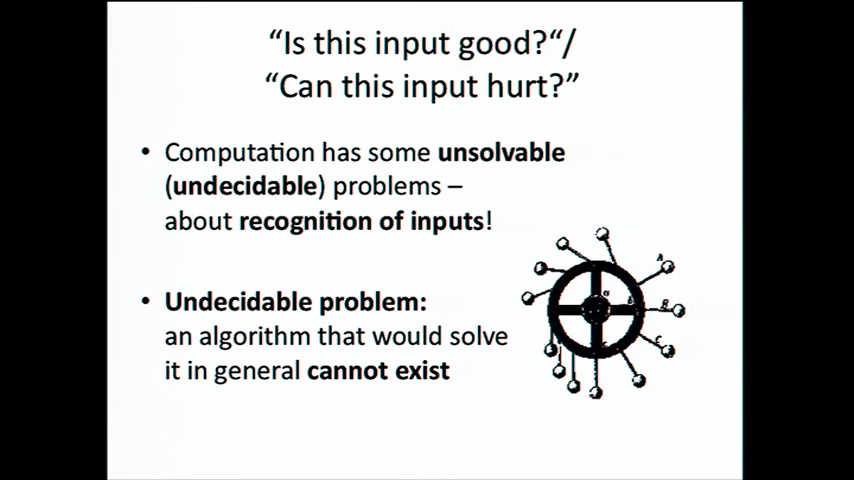 “Is this input good?“/
“Can this input hurt?”
• Computation has some unsolvable
(undecidable) problems –
about recognition of inputs!
• Undecidable problem:
an algorithm that would solve
it in general cannot exist
A
B
C